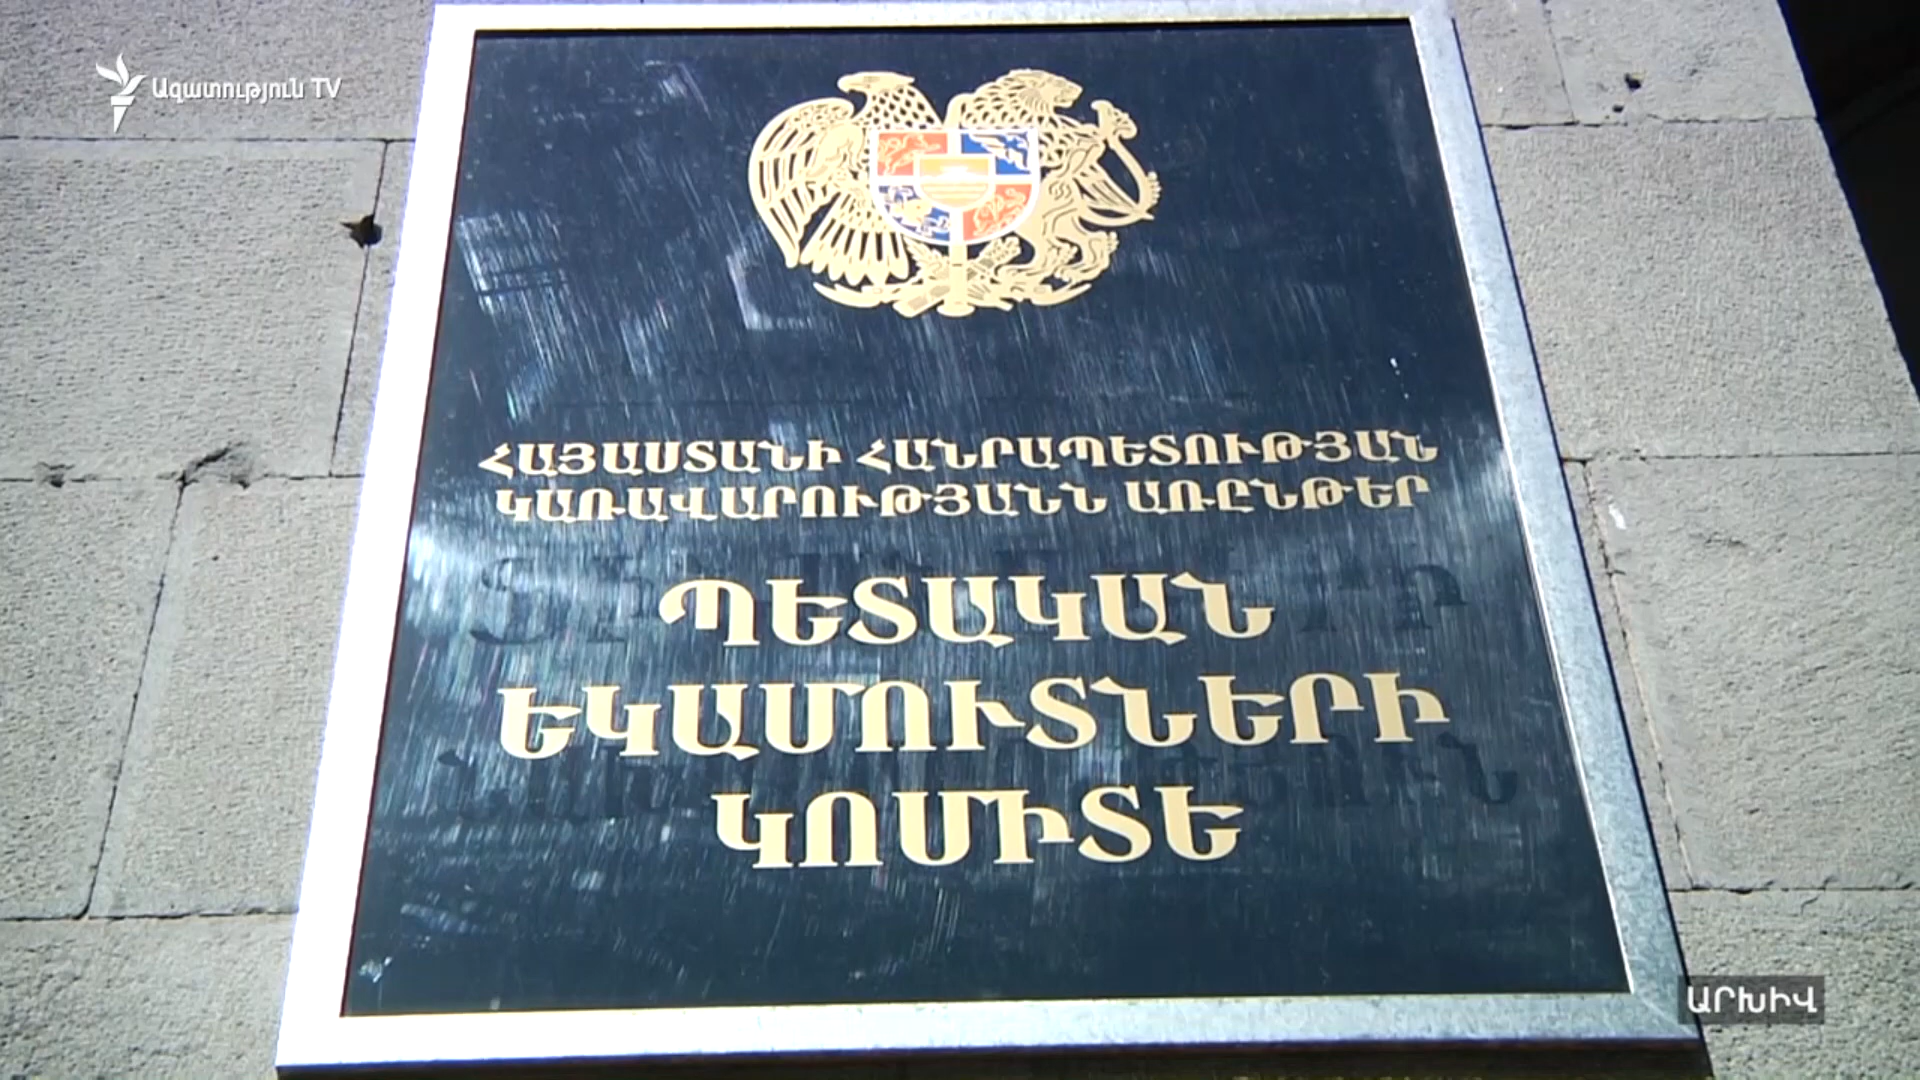 Ազատություն TV
ՀԱՅԱՍՏԱՆԻ ՀԱՆՐԱՊԵՏՈՒԹՅԱՆ
ԿԱՌԱՎԱՐՈՒԹՅԱՆՆ ԱՌԸՆԹԵՐ
ՊԵՏԱԿԱՆ
ԵԿԱՄՈՒՏՆԵՐԻ
ԿՈՄԻՏԵ
ԱՐԽԻՎ